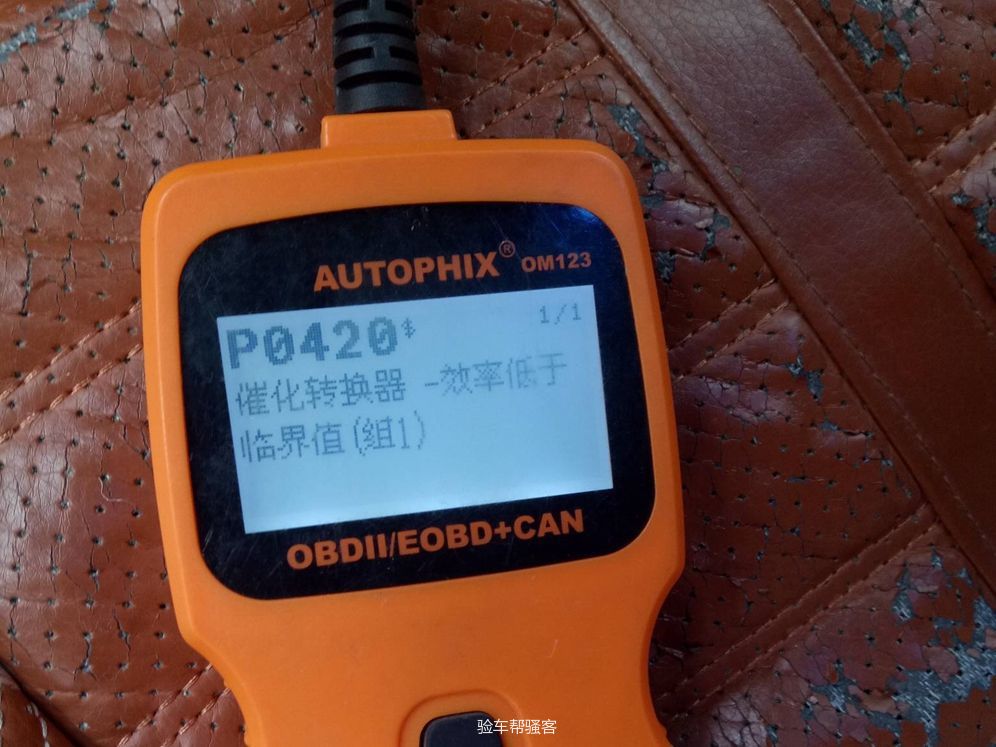 AUTOPHIX® OM123
P0420 1/1
催化转换器 -效率低于
临界值(组1)
OBDII/EOBD+CAN
验车帮骚客